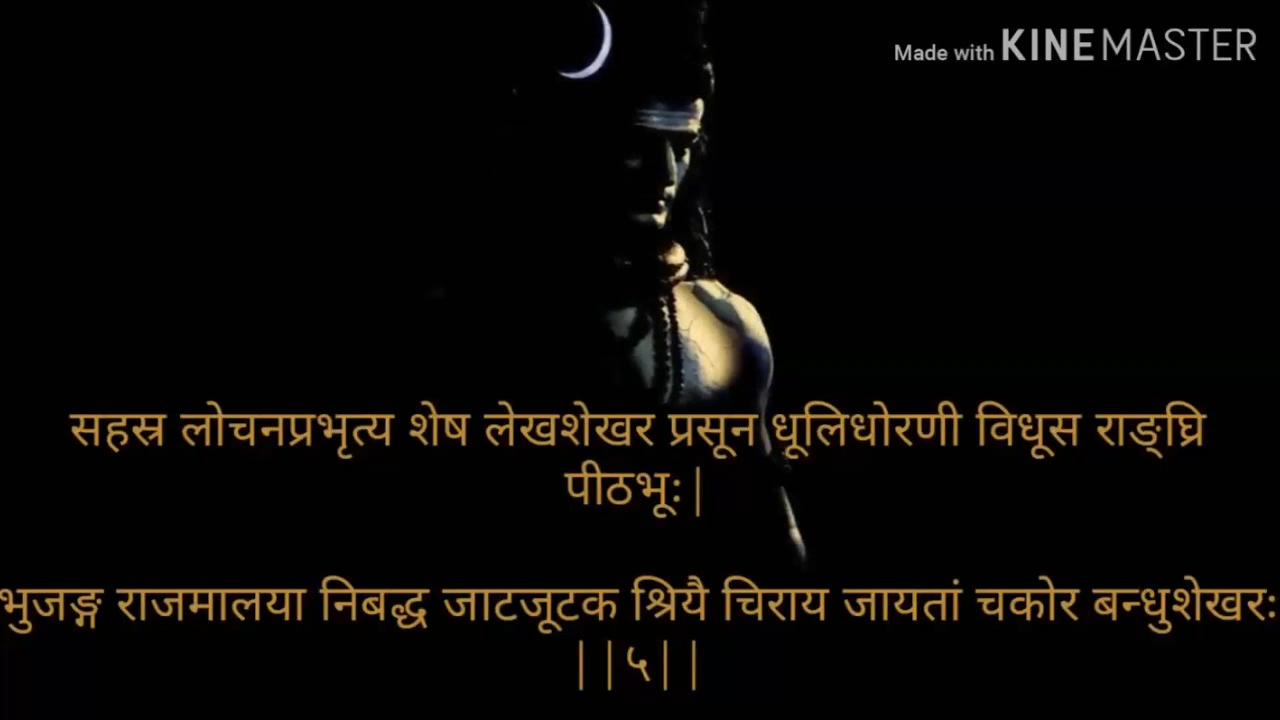 Made with KINEMASTER
सहस्र लोचनप्रभृत्य शेष लेखशेखर प्रसून धूलिधोरणी विधूस राङ्घ्रि
पीठभूः|
भुजङ्ग राजमालया निबद्ध जाटजूटक श्रियै चिराय जायतां चकोर बन्धुशेखरः
||५||